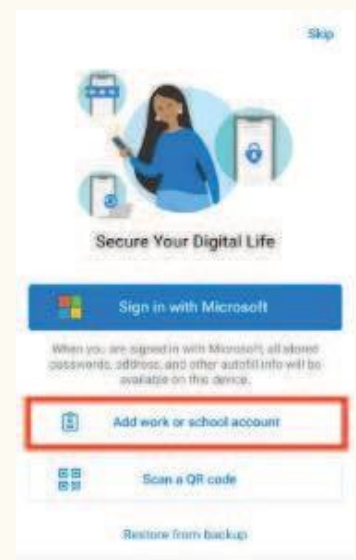 Skip
Secure Your Digital Life
Sign in with Microsoft
When you are signed in with Microsoft, all stored
passwords, address, and other autofill info will be
available on this device.
Add work or school account
Scan a QR code
Restore from backup